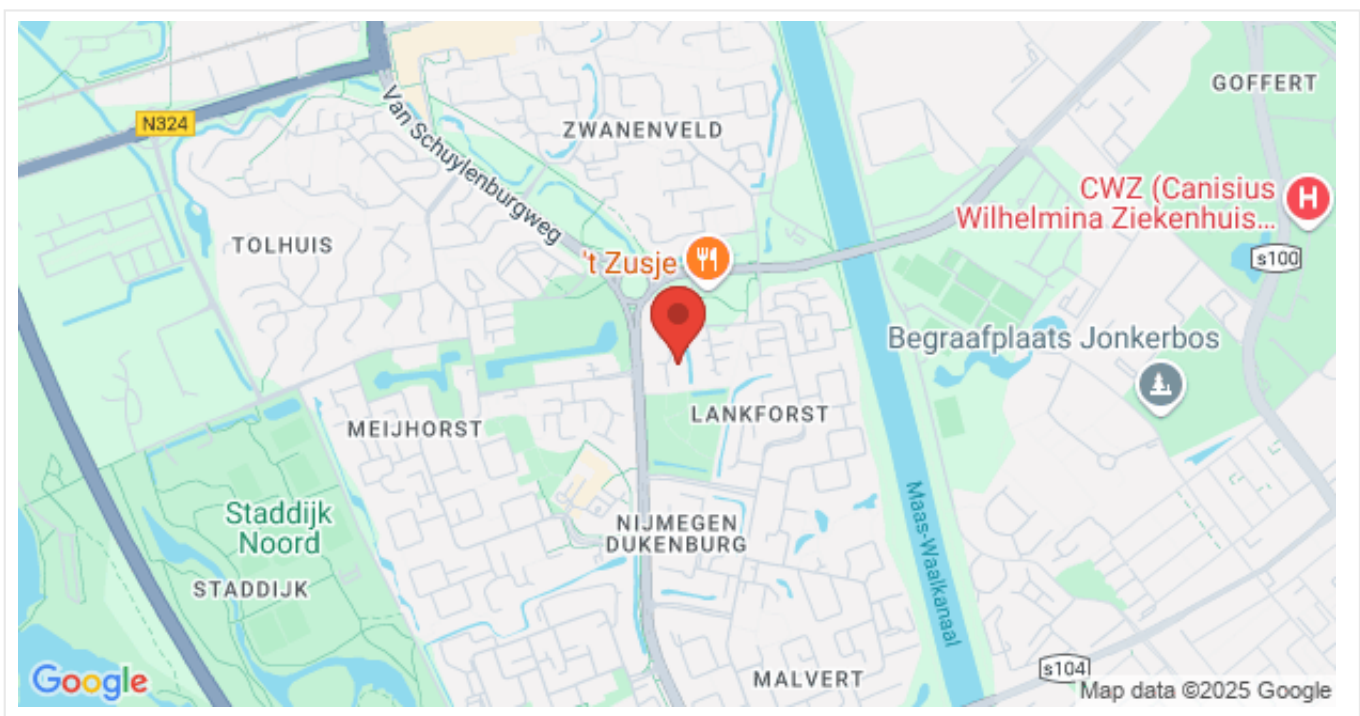 GOFFERT
N324
Van Schuylenburgweg
ZWANENVELD
CWZ (Canisius
Wilhelmina Ziekenhuis...
H
TOLHUIS
's100
't Zusje
Begraafplaats Jonkerbos
LANKFORST
MEIJHORST
Staddijk
Noord
NIJMEGEN
DUKENBURG
Maas-Waalkanaal
STADDIJK
MALVERT
s104
Google
Map data ©2025 Google